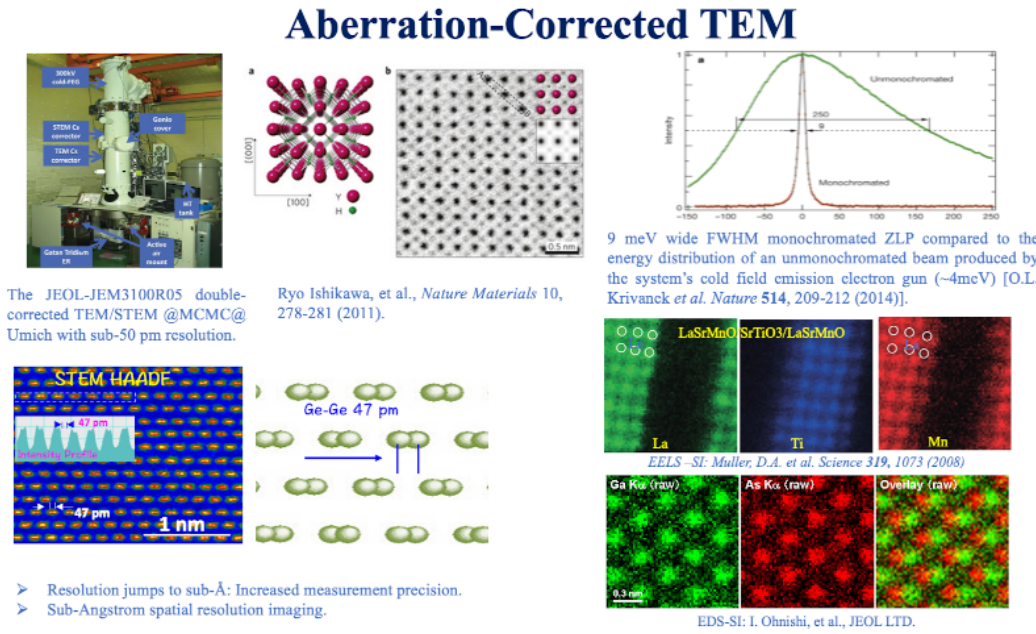 Aberration-Corrected TEM
300kV
cold-FEG
STEM Cs
corrector
TEM Cs
corrector
Gonio
cover
HT
tank
Gatan Tridium
ER
Active
air
mount
The JEOL-JEM3100R05 double-
corrected TEM/STEM @MCMC@
Umich with sub-50 pm resolution.
a
[001]
[100]
Y
H
b
0.5 nm
Ryo Ishikawa, et al., Nature Materials 10,
278-281 (2011).
a
Intensity
1
0
Unmonochromated
250
9
Monochromated
−150 −100 −50 0 50 100 150 200 250
9 meV wide FWHM monochromated ZLP compared to the
energy distribution of an unmonochromated beam produced by
the system's cold field emission electron gun (~4meV) [O.L.
Krivanck et al. Nature 514, 209-212 (2014)].
STEM HAADF
47 pm
Intensity Profile
47 pm
1 nm
Ge-Ge 47 pm
LaSrMnO/SrTiO3/LaSrMnO
La
Ti
Mn
EELS –SI: Muller, D.A. et al. Science 319, 1073 (2008)
Ga Kα (raw)
As Kα (raw)
Overlay (raw)
0.3 nm
EDS-SI: I. Ohnishi, et al., JEOL LTD.
➢ Resolution jumps to sub-Å: Increased measurement precision.
➢ Sub-Angstrom spatial resolution imaging.